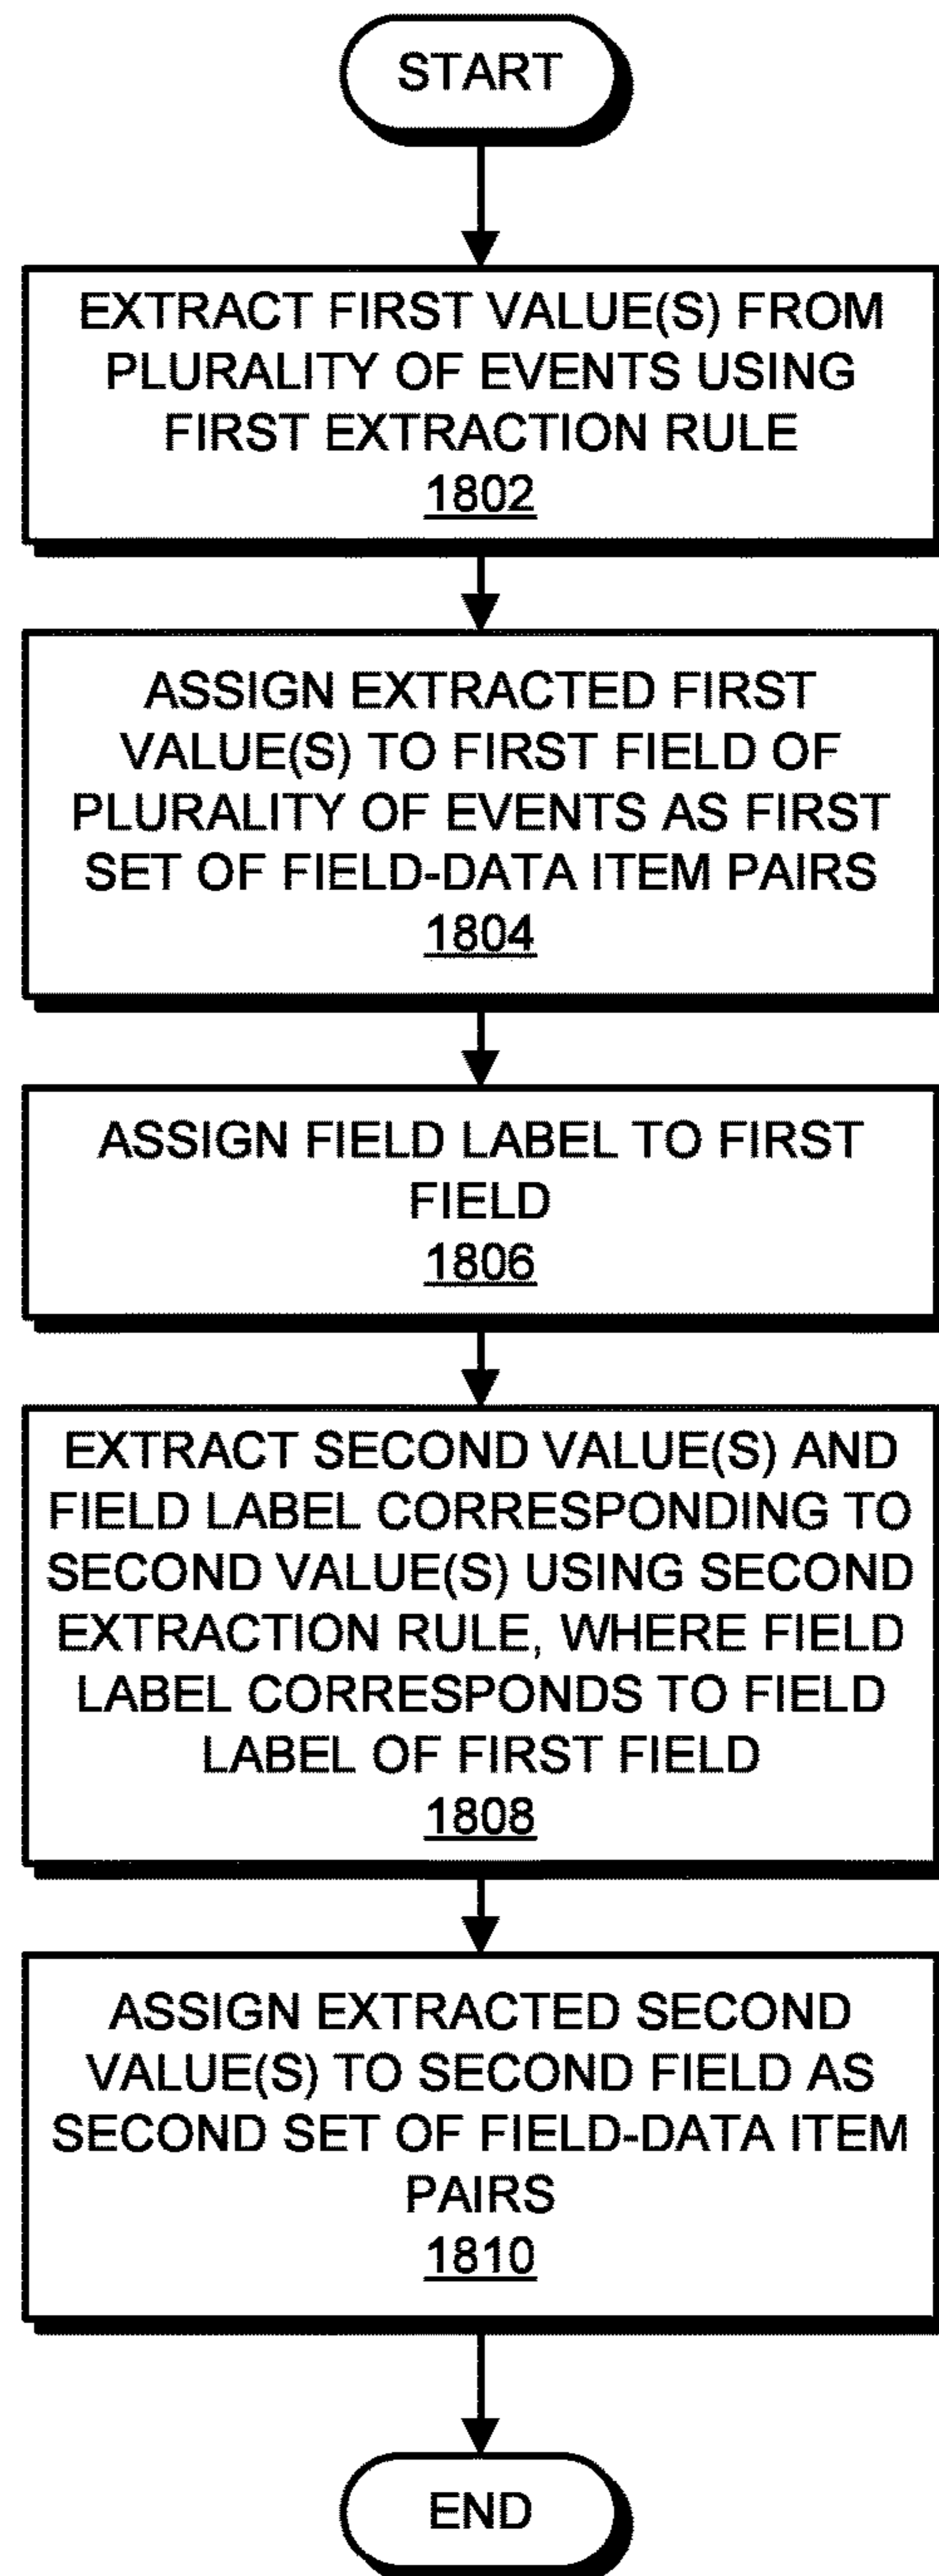 START
EXTRACT FIRST VALUE(S) FROM
PLURALITY OF EVENTS USING
FIRST EXTRACTION RULE
1802
ASSIGN EXTRACTED FIRST
VALUE(S) TO FIRST FIELD OF
PLURALITY OF EVENTS AS FIRST
SET OF FIELD-DATA ITEM PAIRS
1804
ASSIGN FIELD LABEL TO FIRST
FIELD
1806
EXTRACT SECOND VALUE(S) AND
FIELD LABEL CORRESPONDING TO
SECOND VALUE(S) USING SECOND
EXTRACTION RULE, WHERE FIELD
LABEL CORRESPONDS TO FIELD
LABEL OF FIRST FIELD
1808
ASSIGN EXTRACTED SECOND
VALUE(S) TO SECOND FIELD AS
SECOND SET OF FIELD-DATA ITEM
PAIRS
1810
END